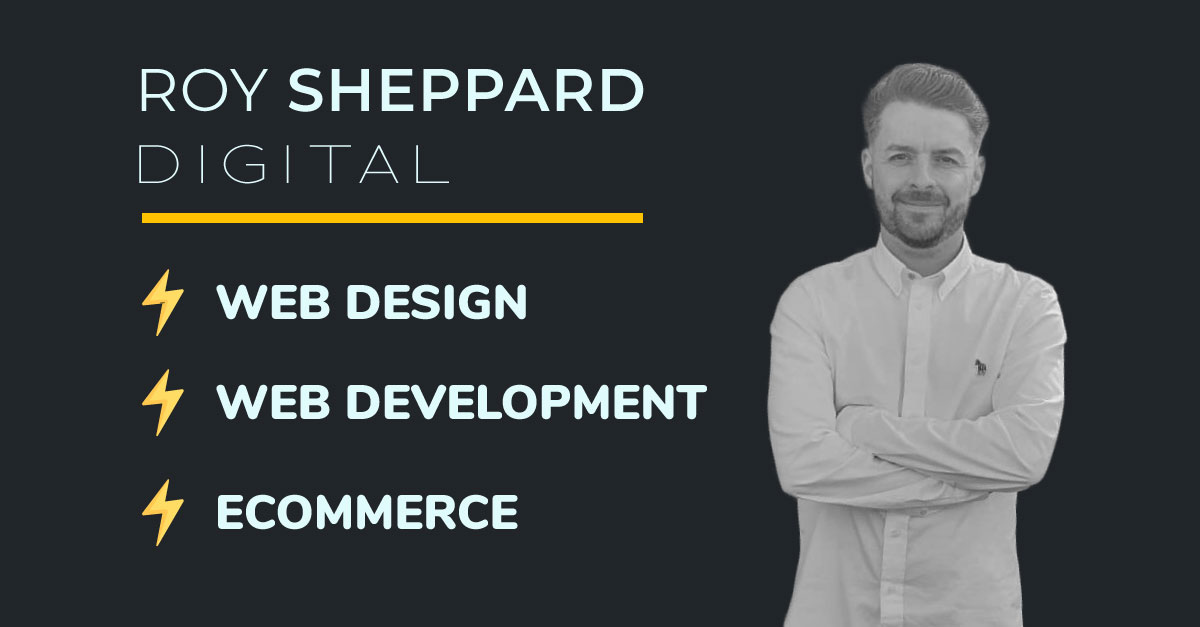 ROY SHEPPARD
DIGITAL
WEB DESIGN
WEB DEVELOPMENT
ECOMMERCE